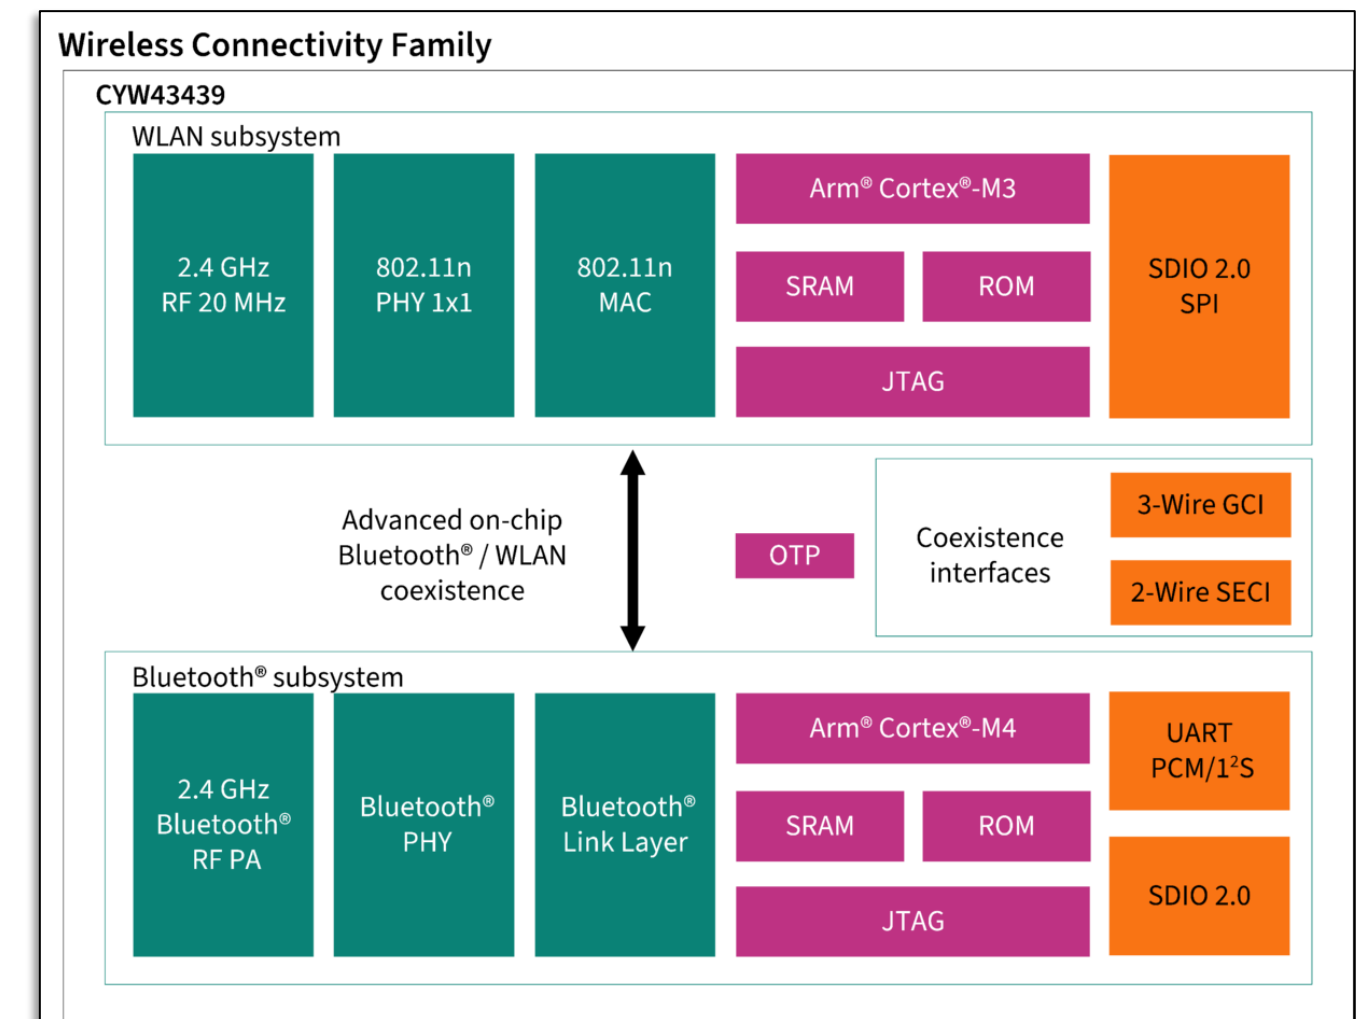 Wireless Connectivity Family
CYW43439
WLAN subsystem
2.4 GHz
RF 20 MHz
802.11n
PHY 1x1
802.11n
MAC
Arm® Cortex®-M3
SRAM
ROM
JTAG
SDIO 2.0
SPI
Advanced on-chip
Bluetooth® / WLAN
coexistence
OTP
Coexistence
interfaces
3-Wire GCI
2-Wire SECI
Bluetooth® subsystem
2.4 GHz
Bluetooth®
RF PA
Bluetooth®
PHY
Bluetooth®
Link Layer
Arm® Cortex®-M4
SRAM
ROM
JTAG
UART
PCM/1²S
SDIO 2.0